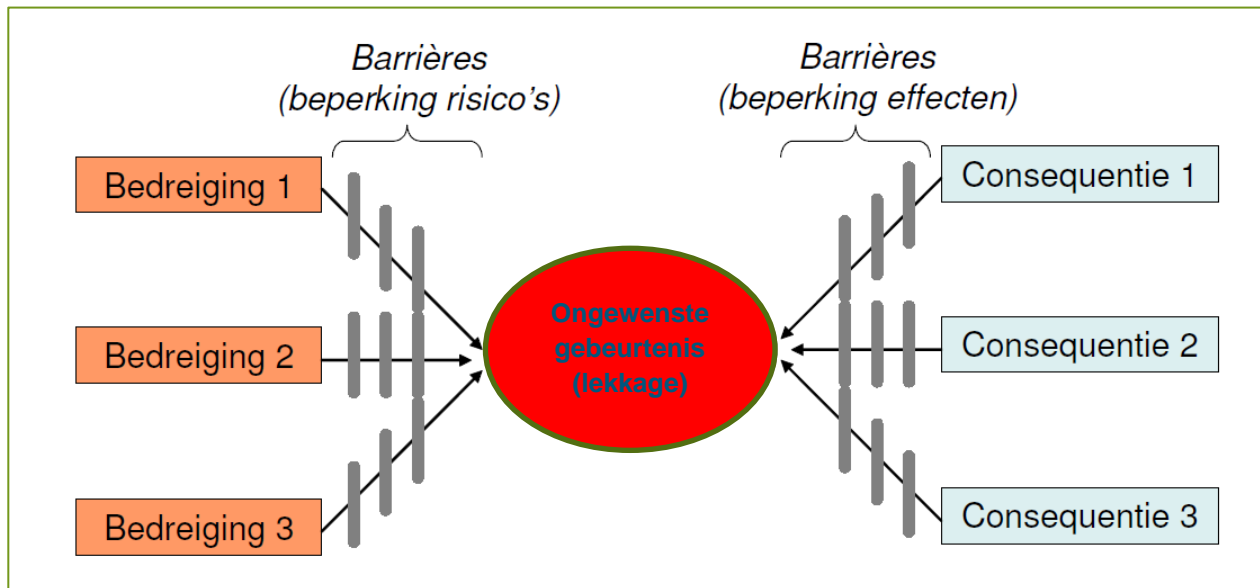 Barrières
(beperking risico's)
Barrières
(beperking effecten)
Bedreiging 1
Bedreiging 2
Bedreiging 3
Ongewenste
gebeurtenis
(lekkage)
Consequentie 1
Consequentie 2
Consequentie 3